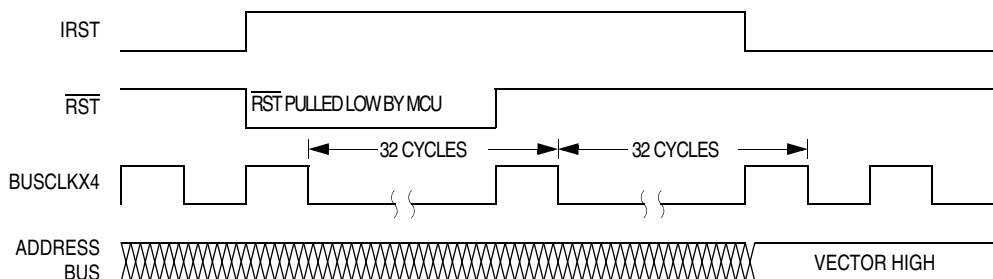 IRST
RST
RST PULLED LOW BY MCU
32 CYCLES
32 CYCLES
BUSCLKX4
ADDRESS
BUS
VECTOR HIGH